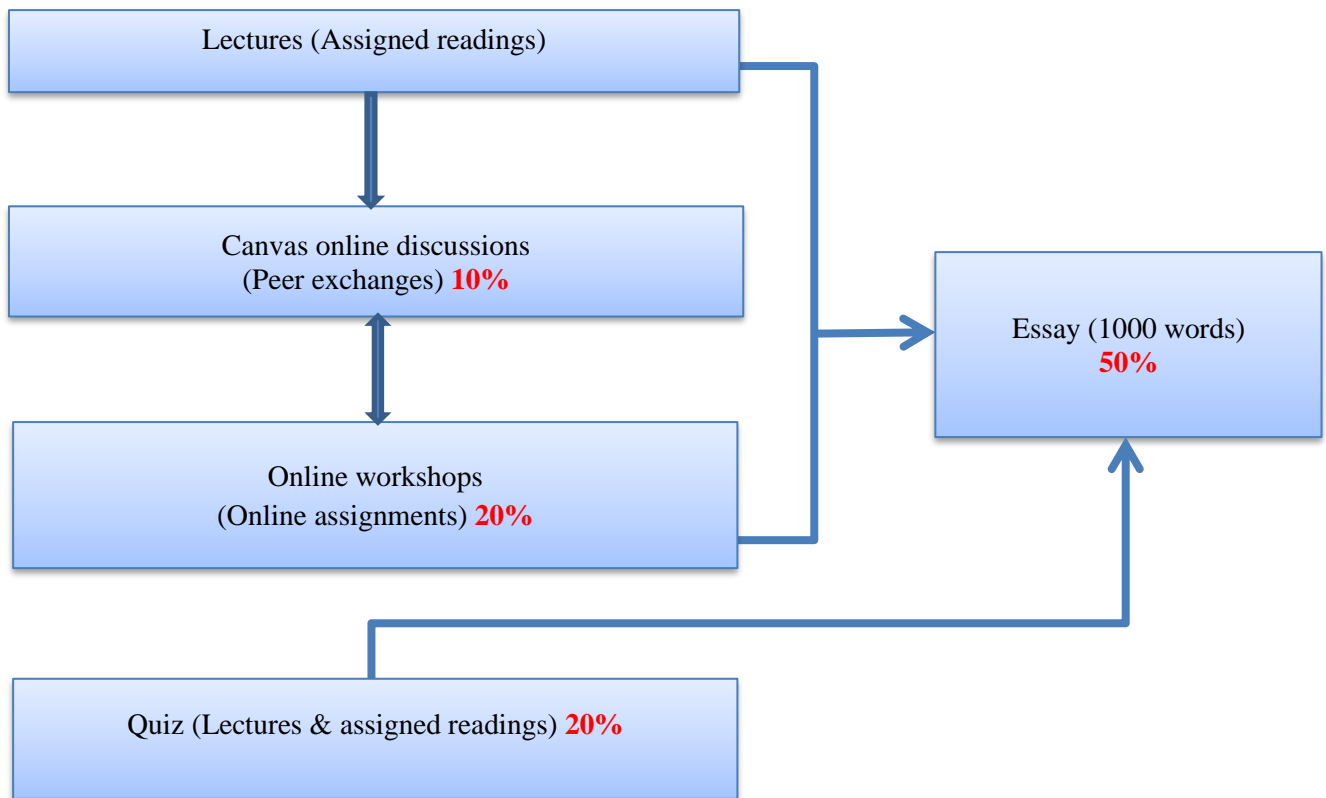 Lectures (Assigned readings)
Canvas online discussions
(Peer exchanges) 10%
Online workshops
(Online assignments) 20%
Essay (1000 words)
50%
Quiz (Lectures & assigned readings) 20%